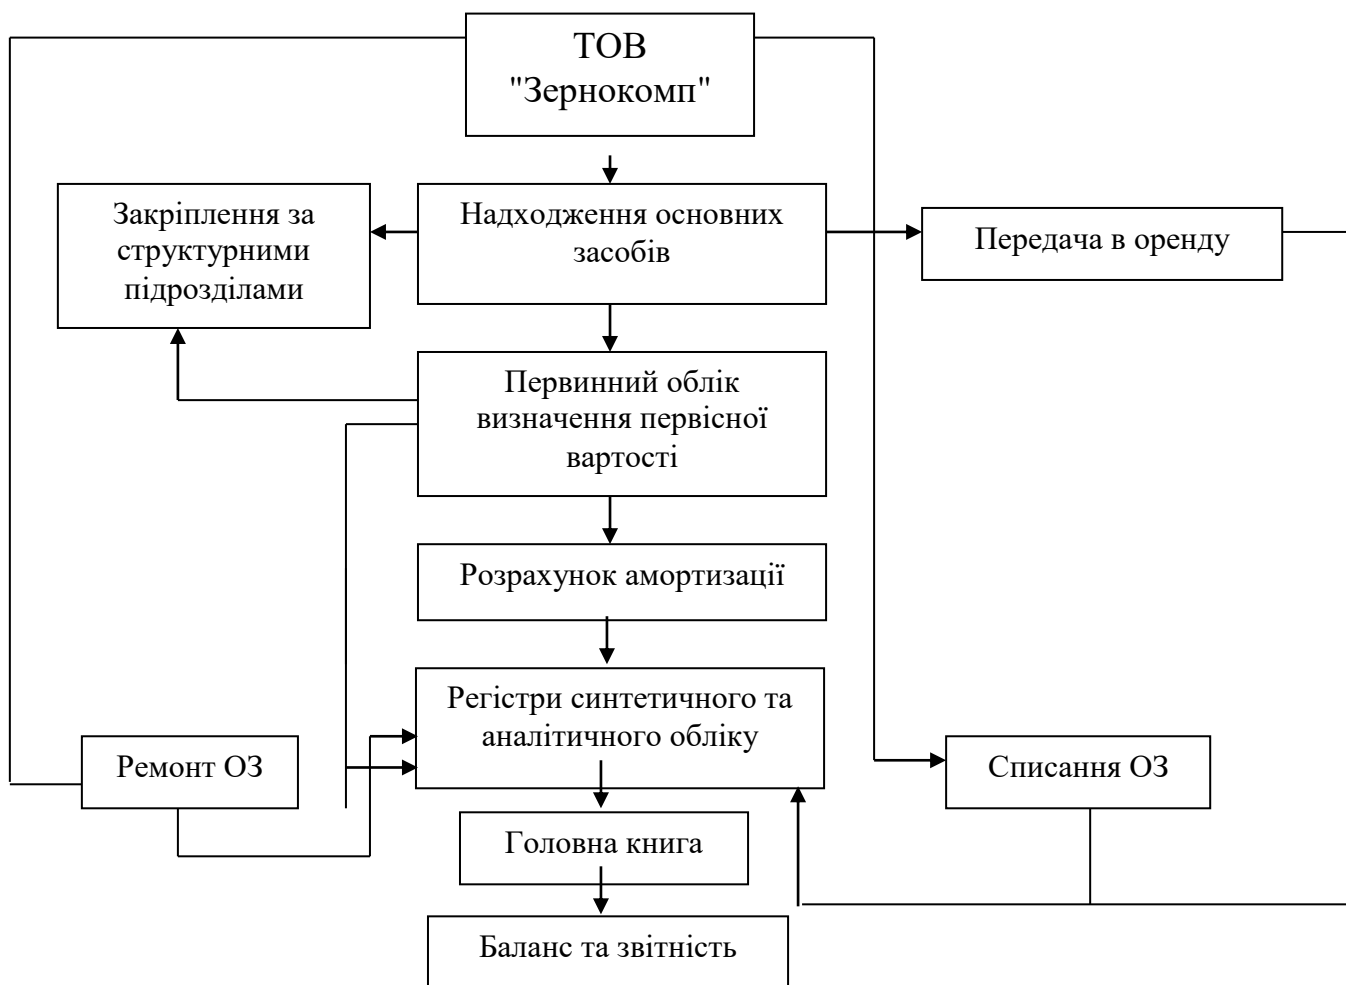 ТОВ
"Зернокомп"
Закріплення за
структурними
підрозділами
Надходження основних
засобів
Передача в оренду
Первинний облік
визначення первісної
вартості
Розрахунок амортизації
Регістри синтетичного та
аналітичного обліку
Ремонт ОЗ
Списання ОЗ
Головна книга
Баланс та звітність